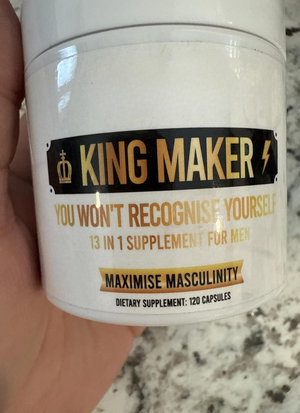 KING MAKER
YOU WON'T RECOGNISE YOURSELF
13 IN 1 SUPPLEMENT FOR MEN
MAXIMISE MASCULINITY
DIETARY SUPPLEMENT: 120 CAPSULES